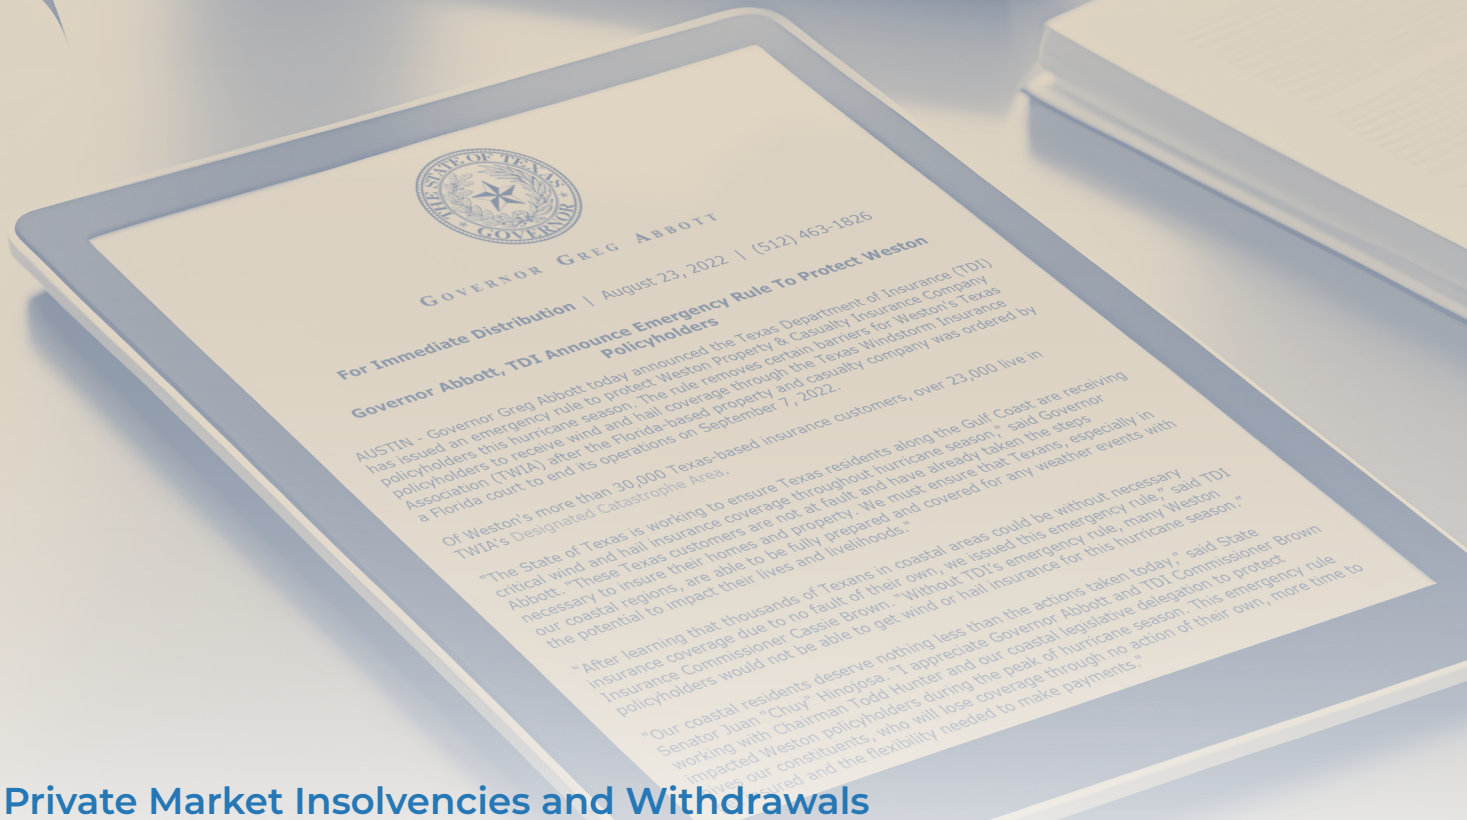 THE STATE OF TEXAS
GOVERNOR
GOVERNOR GREG ABBOTT
For Immediate Distribution | August 23, 2022 | (512) 463-1826
Governor Abbott, TDI Announce Emergency Rule To Protect Weston
Policyholders
AUSTIN - Governor Greg Abbott today announced the Texas Department of Insurance (TDI)
has issued an emergency rule to protect Weston Property & Casualty Insurance Company
policyholders this hurricane season. The rule removes certain barriers for Weston's Texas
policyholders to receive wind and hail coverage through the Texas Windstorm Insurance
Association (TWIA) after the Florida-based property and casualty company was ordered by
a Florida court to end its operations on September 7, 2022.
Of Weston's more than 30,000 Texas-based insurance customers, over 23,000 live in
TWIA's Designated Catastrophe Area.
"The State of Texas is working to ensure Texas residents along the Gulf Coast are receiving
critical wind and hail insurance coverage throughout hurricane season," said Governor
Abbott. "These Texas customers are not at fault and have already taken the steps
necessary to insure their homes and property. We must ensure that Texans, especially in
our coastal regions, are able to be fully prepared and covered for any weather events with
the potential to impact their lives and livelihoods."
"After learning that thousands of Texans in coastal areas could be without necessary
insurance coverage due to no fault of their own, we issued this emergency rule," said TDI
Insurance Commissioner Cassie Brown. "Without TDI's emergency rule, many Weston
policyholders would not be able to get wind or hail insurance for this hurricane season."
"Our coastal residents deserve nothing less than the actions taken today," said State
Senator Juan "Chuy" Hinojosa. "I appreciate Governor Abbott and TDI Commissioner Brown
working with Chairman Todd Hunter and our coastal legislative delegation to protect
impacted Weston policyholders during the peak of hurricane season. This emergency rule
gives our constituents, who will lose coverage through no action of their own, more time to
and the flexibility needed to make payments."
Private Market Insolvencies and Withdrawals